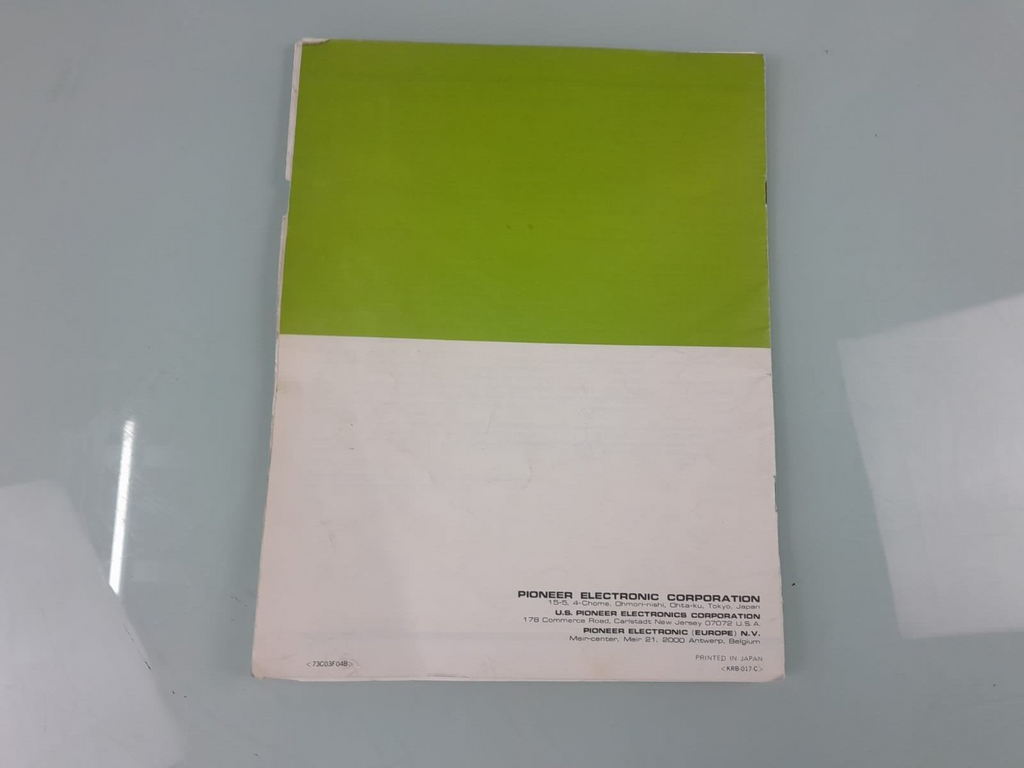 PIONEER ELECTRONIC CORPORATION
15-5, 4-Chome, Ohmori-nishi, Ohta-ku, Tokyo, Japan
U.S. PIONEER ELECTRONICS CORPORATION
178 Commerce Road, Carlstadt New Jersey 07072 U.S.A.
PIONEER ELECTRONIC (EUROPE) N.V.
Meir-center, Meir 21, 2000 Antwerp, Belgium
PRINTED IN JAPAN
<73C03F04B>
<KRB-017-C>